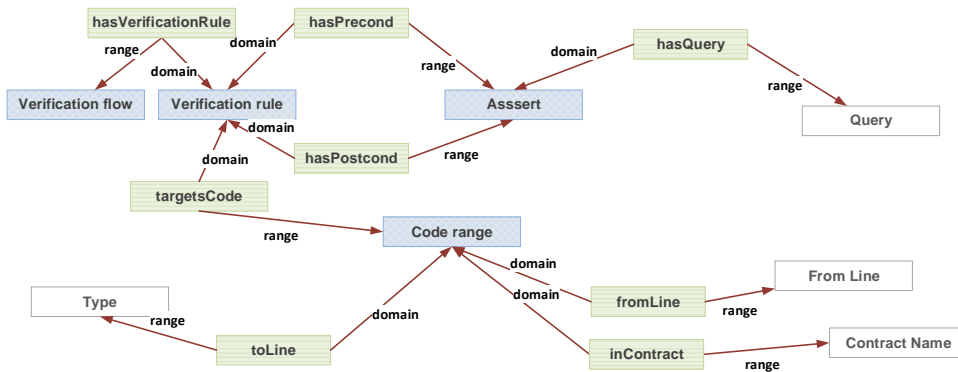 hasVerificationRule
hasPrecond
hasQuery
range
domain
domain
range
domain
range
Verification flow
Verification rule
Asssert
Query
domain
hasPostcond
range
domain
targetsCode
range
Code range
domain
From Line
Type
domain
fromLine
range
range
domain
toLine
inContract
range
Contract Name